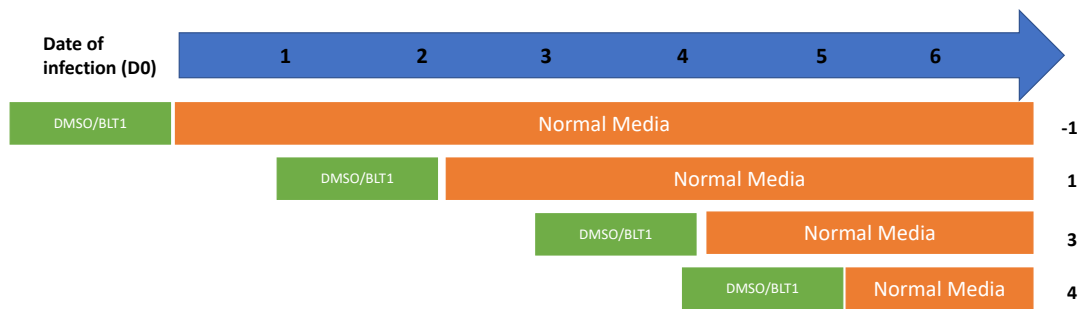 Date of
infection (D0)
1 2 3 4 5 6
DMSO/BLT1 Normal Media -1
DMSO/BLT1 Normal Media 1
DMSO/BLT1 Normal Media 3
DMSO/BLT1 Normal Media 4